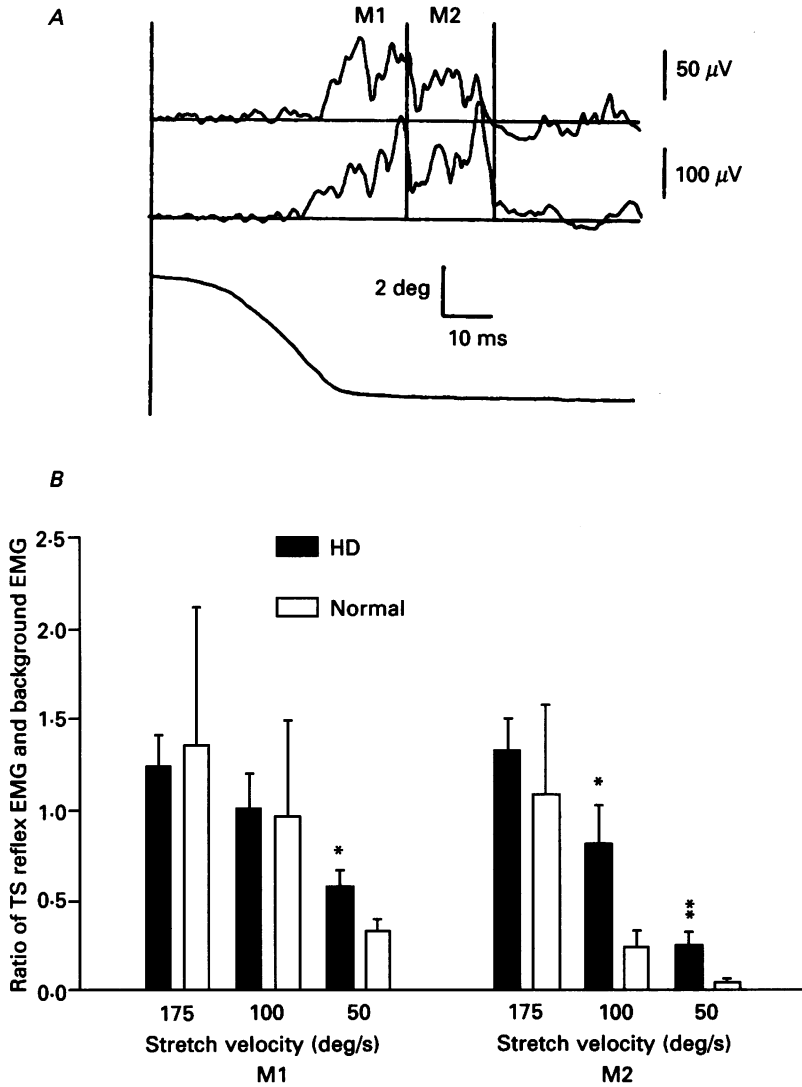 A
M1 M2
50 μV
100 μV
2 deg
10 ms
B
Ratio of TS reflex EMG and background EMG
2·5
2·0
1·5
1·0
0·5
0·0
HD
Normal
*
*
**
175 100 50 175 100 50
Stretch velocity (deg/s) Stretch velocity (deg/s)
M1 M2